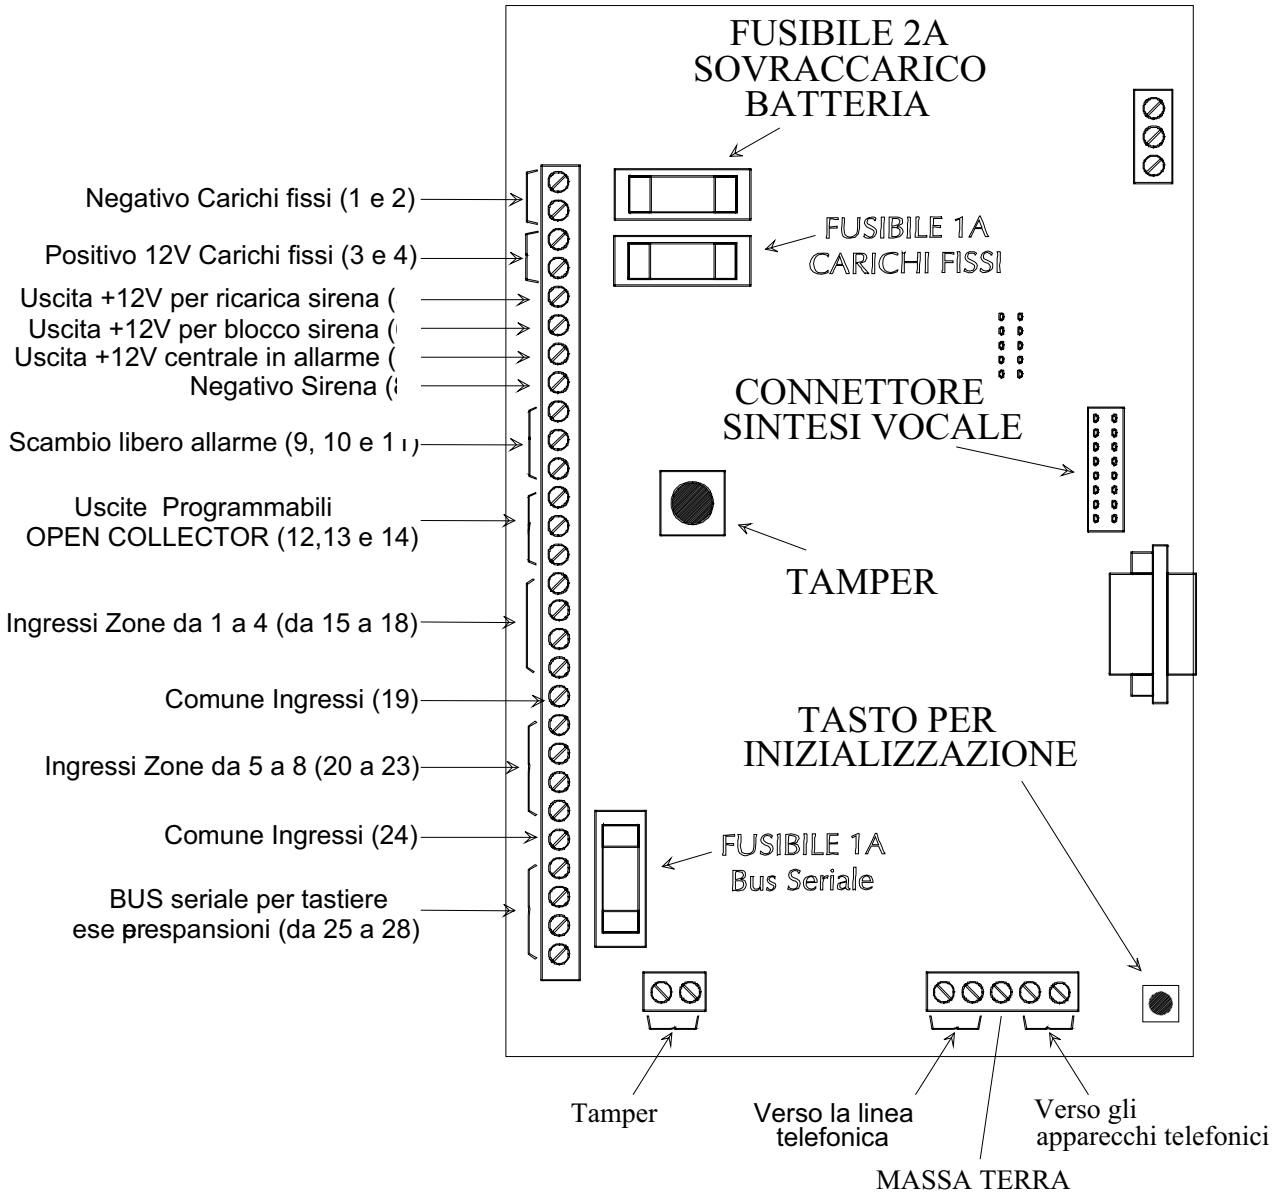 FUSIBILE 2A
SOVRACCARICO
BATTERIA
Negativo Carichi fissi (1 e 2)
FUSIBILE 1A
CARICHI FISSI
Positivo 12V Carichi fissi (3 e 4)
Uscita +12V per ricarica sirena (
Uscita +12V per blocco sirena (
Uscita +12V centrale in allarme (
Negativo Sirena (8
CONNETTORE
SINTESI VOCALE
Scambio libero allarme (9, 10 e 11)
Uscite Programmabili
OPEN COLLECTOR (12,13 e 14)
TAMPER
Ingressi Zone da 1 a 4 (da 15 a 18)
Comune Ingressi (19)
TASTO PER
INIZIALIZZAZIONE
Ingressi Zone da 5 a 8 (20 a 23)
Comune Ingressi (24)
FUSIBILE 1A
Bus Seriale
BUS seriale per tastiere
espansioni (da 25 a 28)
Tamper
Verso la linea
telefonica
Verso gli
apparecchi telefonici
MASSA TERRA